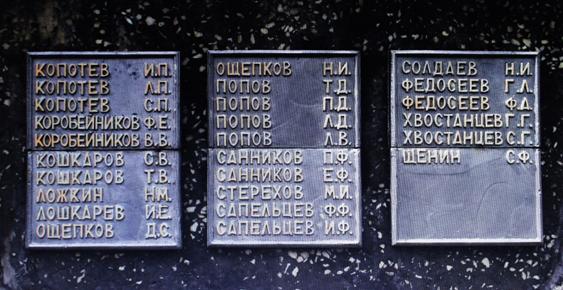 КОПОТЕВ И.П.
КОПОТЕВ Л.П.
КОПОТЕВ С.П.
КОРОБЕЙНИКОВ Ф.Е.
КОРОБЕЙНИКОВ В.В.
КОШКАРОВ С.В.
КОШКАРОВ Т.В.
ЛОЖКИН Н.М.
ЛОШКАРЕВ И.Е.
ОЩЕПКОВ Д.С.
ОЩЕПКОВ Н.И.
ПОПОВ Т.Д.
ПОПОВ П.Д.
ПОПОВ Л.Д.
ПОПОВ Л.В.
САННИКОВ П.Ф.
САННИКОВ Е.Ф.
СТЕРЕХОВ М.И.
САПЕЛЬЦЕВ Ф.Ф.
САПЕЛЬЦЕВ И.Ф.
СОЛДАЕВ Н.И.
ФЕДОСЕЕВ Г.Л.
ФЕДОСЕЕВ Ф.А.
ХВОСТАНЦЕВ Г.Г.
ХВОСТАНЦЕВ С.Г.
ЩЕНИН С.Ф.